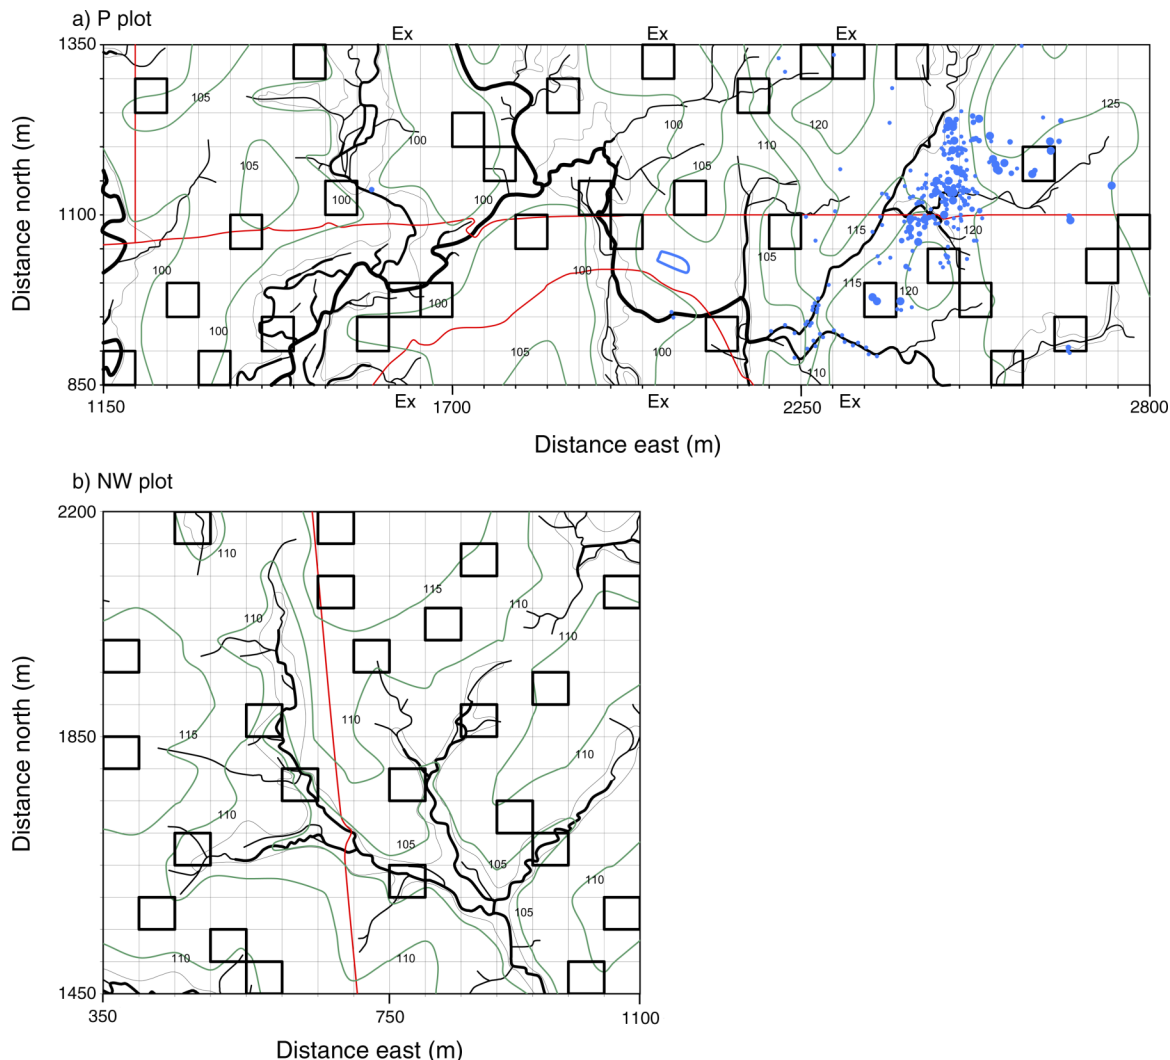 a) P plot
Ex Ex Ex
1350
105 100 100 120 125
100 110
105 105
100 100
1100
115 120
105
100 100 115 120
100
105 100
110
850
1150 Ex 1700 Ex 2250 Ex 2800
Distance north (m)
Distance east (m)
b) NW plot
2200
110
115
110 110 110
110
1850
115
110
110
105
105
110
105
110 110
1450
350 750 1100
Distance north (m)
Distance east (m)